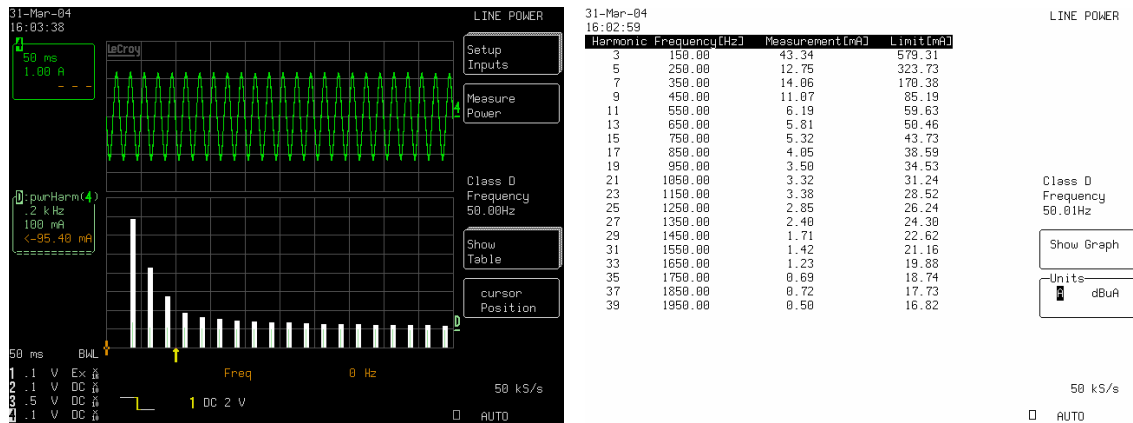 31-Mar-04
16:03:38
LINE POWER
A
50 ms
1.00 A
- - -
LeCroy
4
Setup
Inputs
Measure
Power
Class D
Frequency
50.00Hz
Show
Table
cursor
Position
D:pwrHarm(4)
.2 kHz
100 mA
<-95.40 mA
D
50 ms BWL
Freq 0 Hz
1 .1 V Ex
2 .1 V DC
3 .5 V DC
4 .1 V DC
1 DC 2 V
50 kS/s
AUTO
31-Mar-04
16:02:59
LINE POWER
Harmonic Frequency[Hz] Measurement[mA] Limit[mA]
3 150.00 43.34 579.31
5 250.00 12.75 323.73
7 350.00 14.06 170.38
9 450.00 11.07 85.19
11 550.00 6.19 59.63
13 650.00 5.81 50.46
15 750.00 5.32 43.73
17 850.00 4.05 38.59
19 950.00 3.50 34.53
21 1050.00 3.32 31.24
23 1150.00 3.38 28.52
25 1250.00 2.85 26.24
27 1350.00 2.40 24.30
29 1450.00 1.71 22.62
31 1550.00 1.42 21.16
33 1650.00 1.23 19.88
35 1750.00 0.69 18.74
37 1850.00 0.72 17.73
39 1950.00 0.50 16.82
Class D
Frequency
50.01Hz
Show Graph
Units
A dBuA
50 kS/s
AUTO